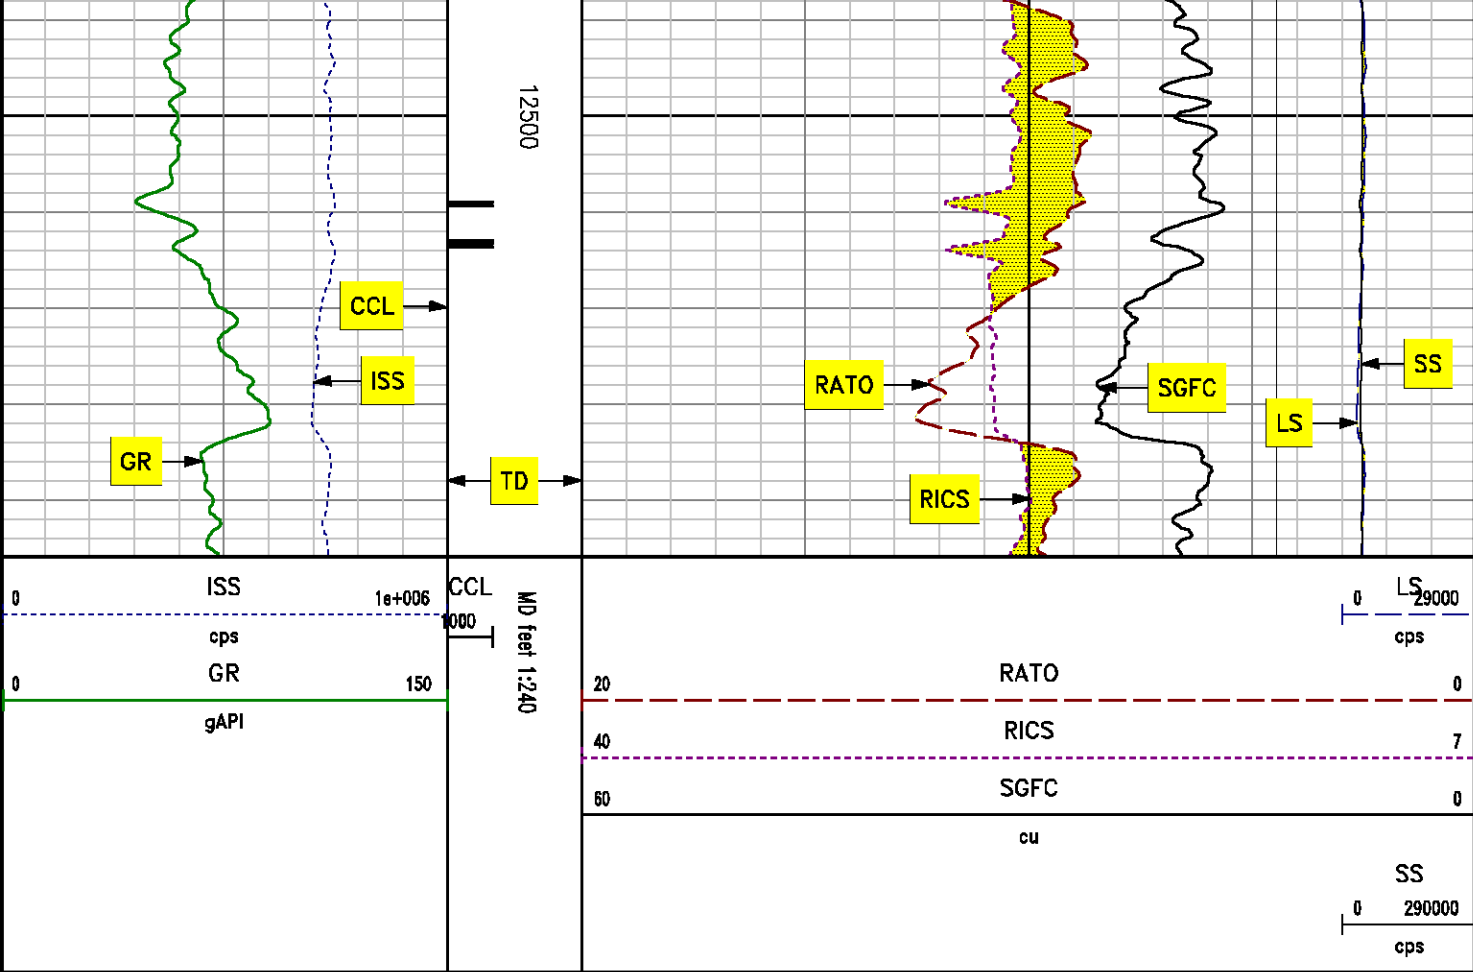 12500
CCL
ISS
RATO
SGFC
SS
LS
GR
TD
RICS
ISS
0 1e+006
cps
GR
0 150
gAPI
CCL
1000
MD feet 1:240
LS
0 29000
cps
RATO
20 0
RICS
40 7
SGFC
60 0
cu
SS
0 290000
cps